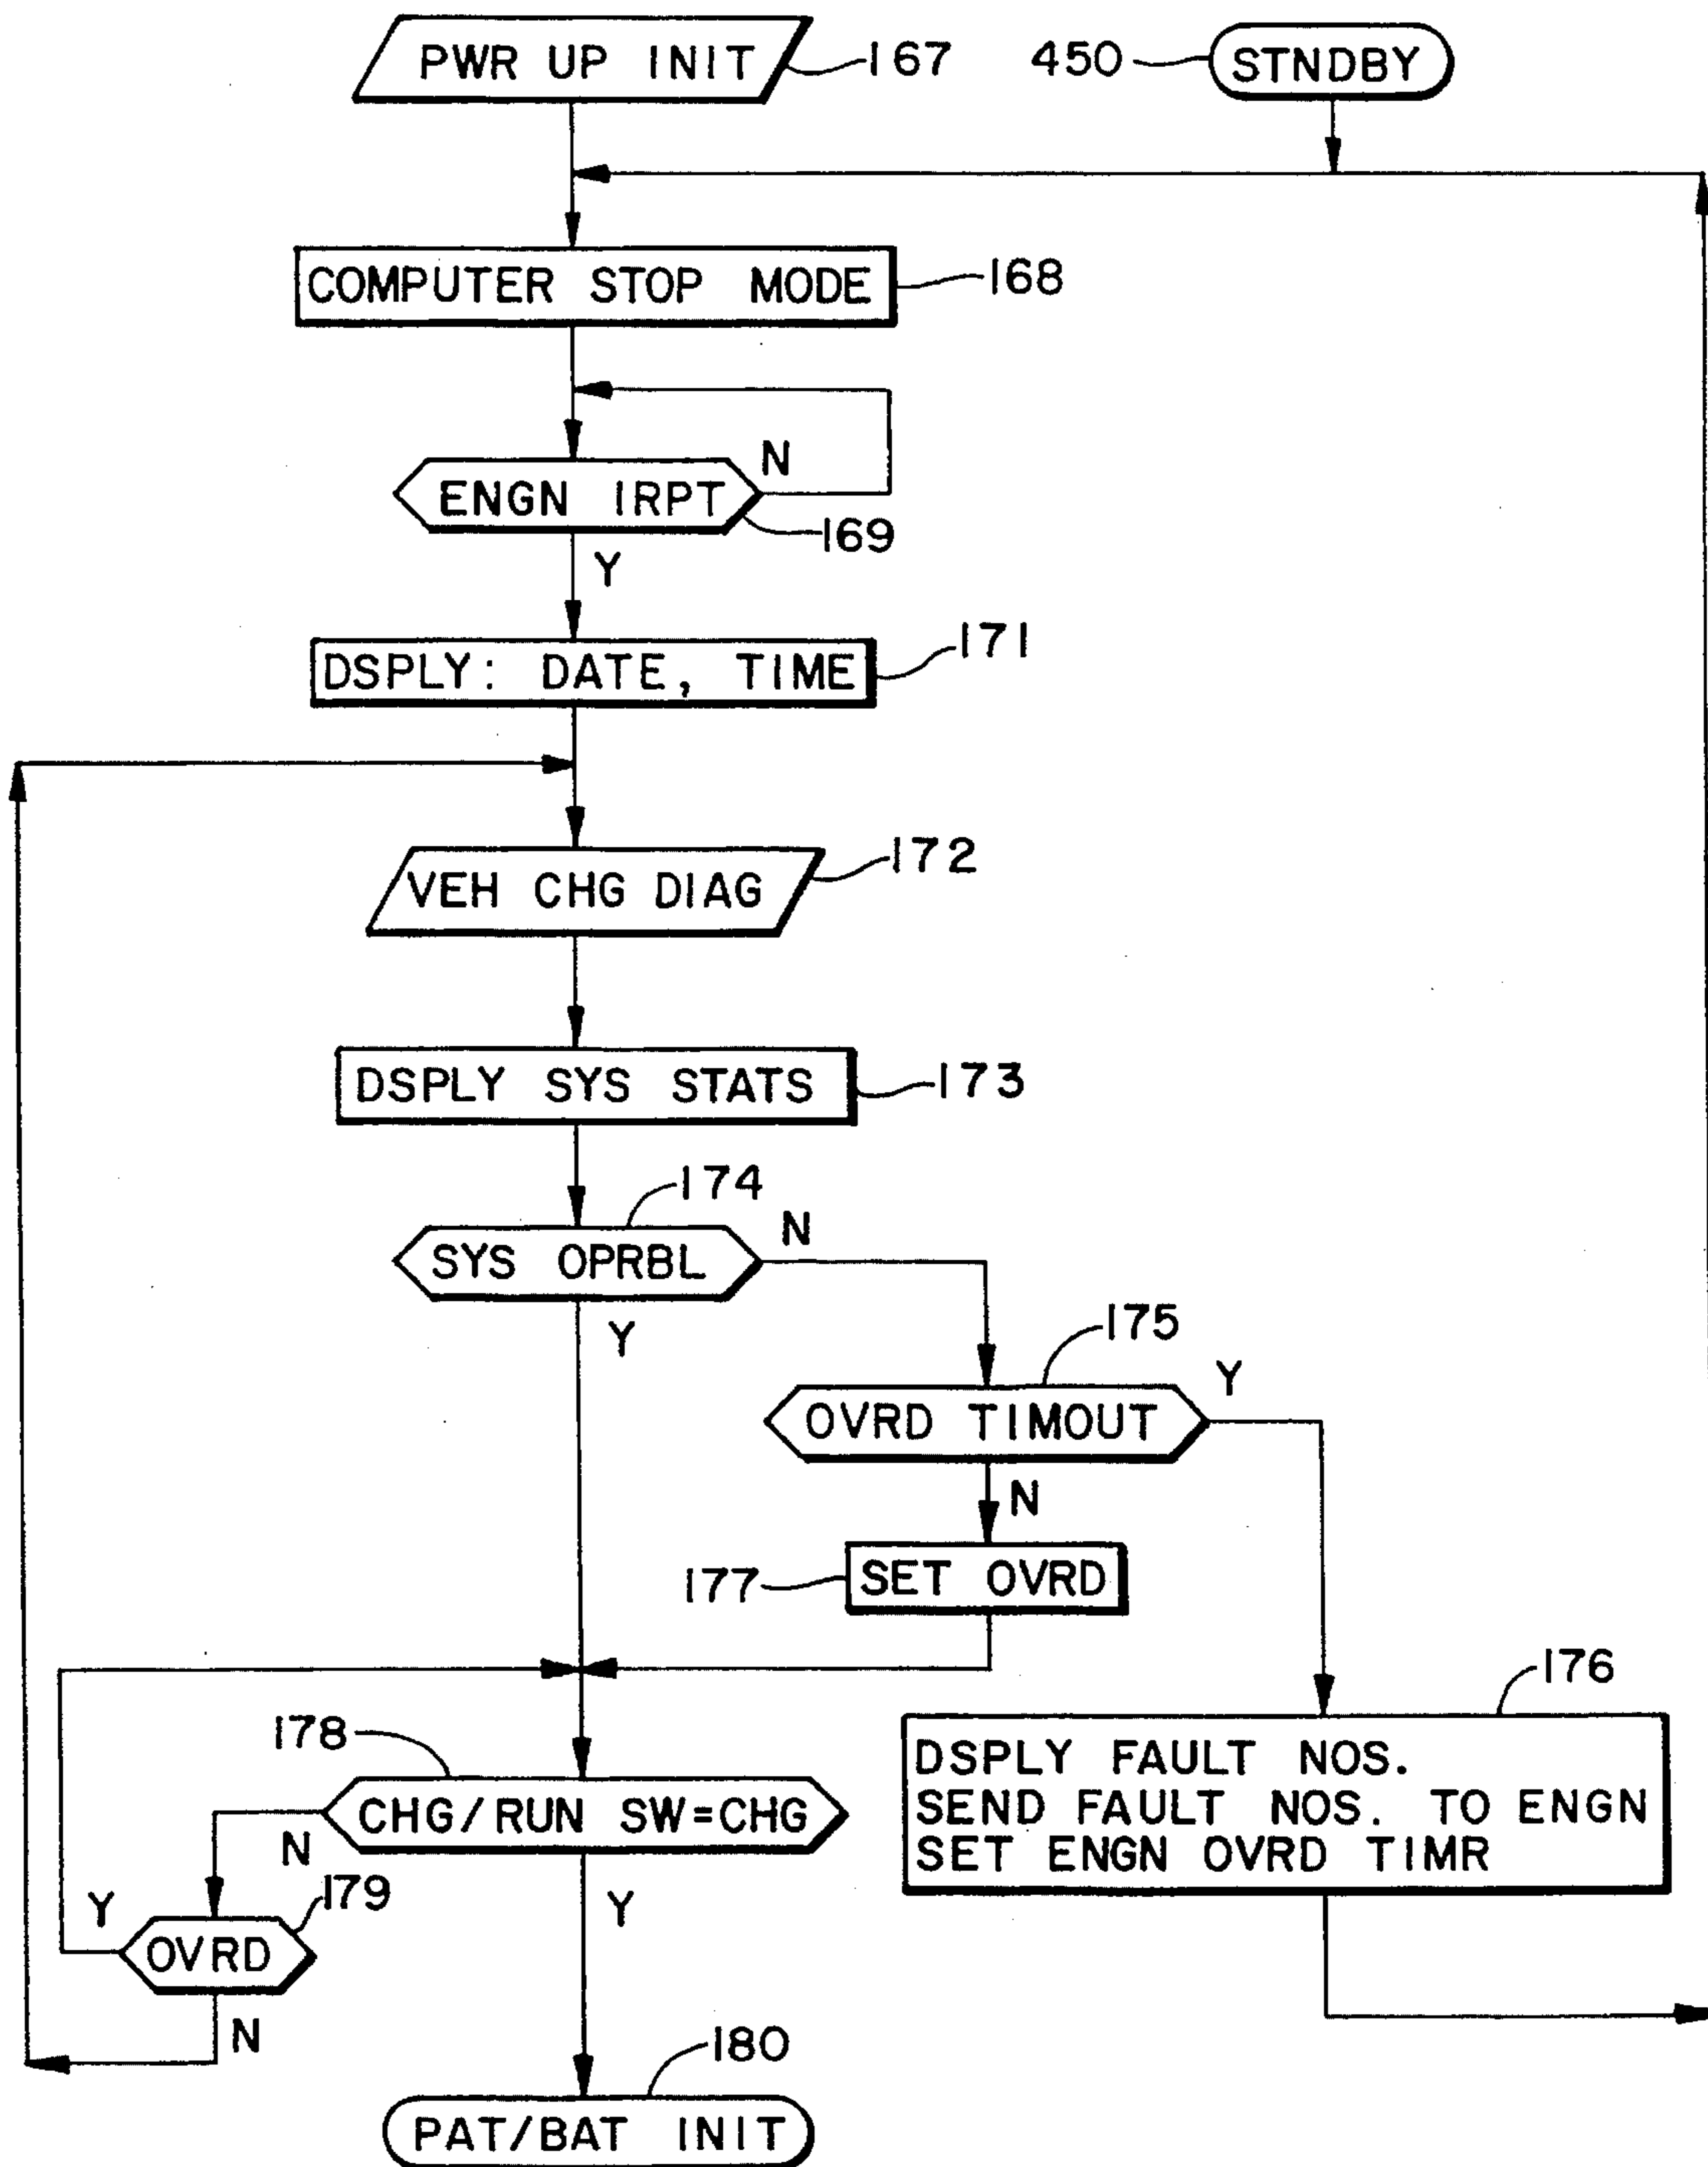 PWR UP INIT
167
450
STNDBY
COMPUTER STOP MODE
168
ENGN IRPT
N
169
Y
DSPLY: DATE, TIME
171
VEH CHG DIAG
172
DSPLY SYS STATS
173
174
SYS OPRBL
N
Y
175
OVRD TIMOUT
Y
N
177
SET OVRD
176
DSPLY FAULT NOS.
SEND FAULT NOS. TO ENGN
SET ENGN OVRD TIMR
178
CHG/RUN SW=CHG
N
Y
179
Y
OVRD
N
180
PAT/BAT INIT